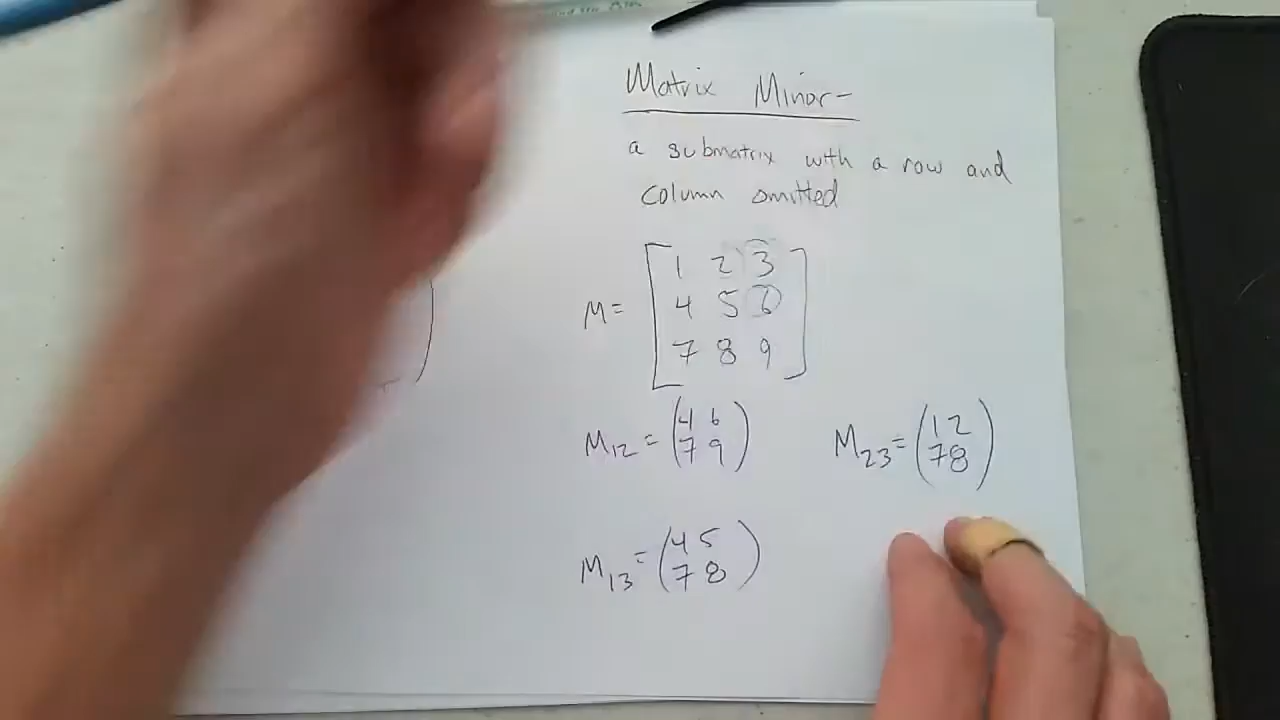 Matrix Minor-
a submatrix with a row and
column omitted
M= [1 2 3
4 5 6
7 8 9]
M12 = (4 6
7 9)
M23 = (1 2
7 8)
M13 = (4 5
7 8)